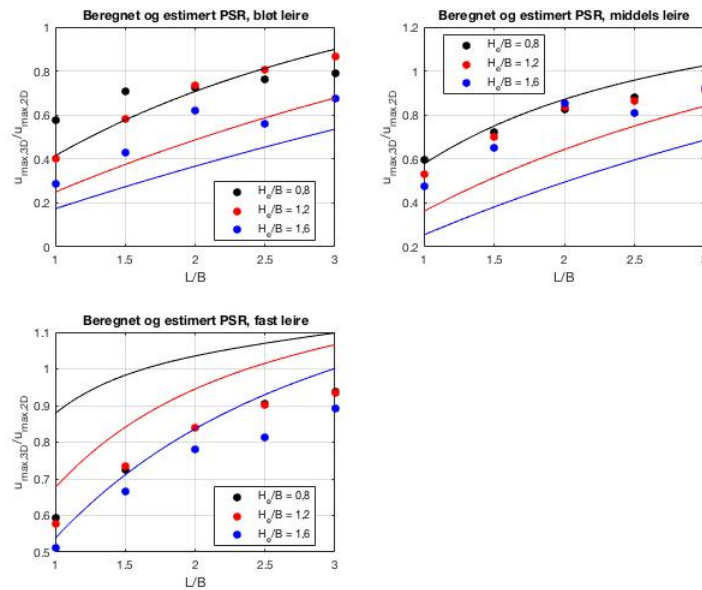 Beregnet og estimert PSR, bløt leire
1
0.8
0.6
0.4
0.2
0
u_max,3D/u_max,2D
H_e/B = 0,8
H_e/B = 1,2
H_e/B = 1,6
1 1.5 2 2.5 3
L/B
Beregnet og estimert PSR, middels leire
1.2
1
0.8
0.6
0.4
0.2
u_max,3D/u_max,2D
H_e/B = 0,8
H_e/B = 1,2
H_e/B = 1,6
1 1.5 2 2.5 3
L/B
Beregnet og estimert PSR, fast leire
1.1
1
0.9
0.8
0.7
0.6
0.5
u_max,3D/u_max,2D
H_e/B = 0,8
H_e/B = 1,2
H_e/B = 1,6
1 1.5 2 2.5 3
L/B